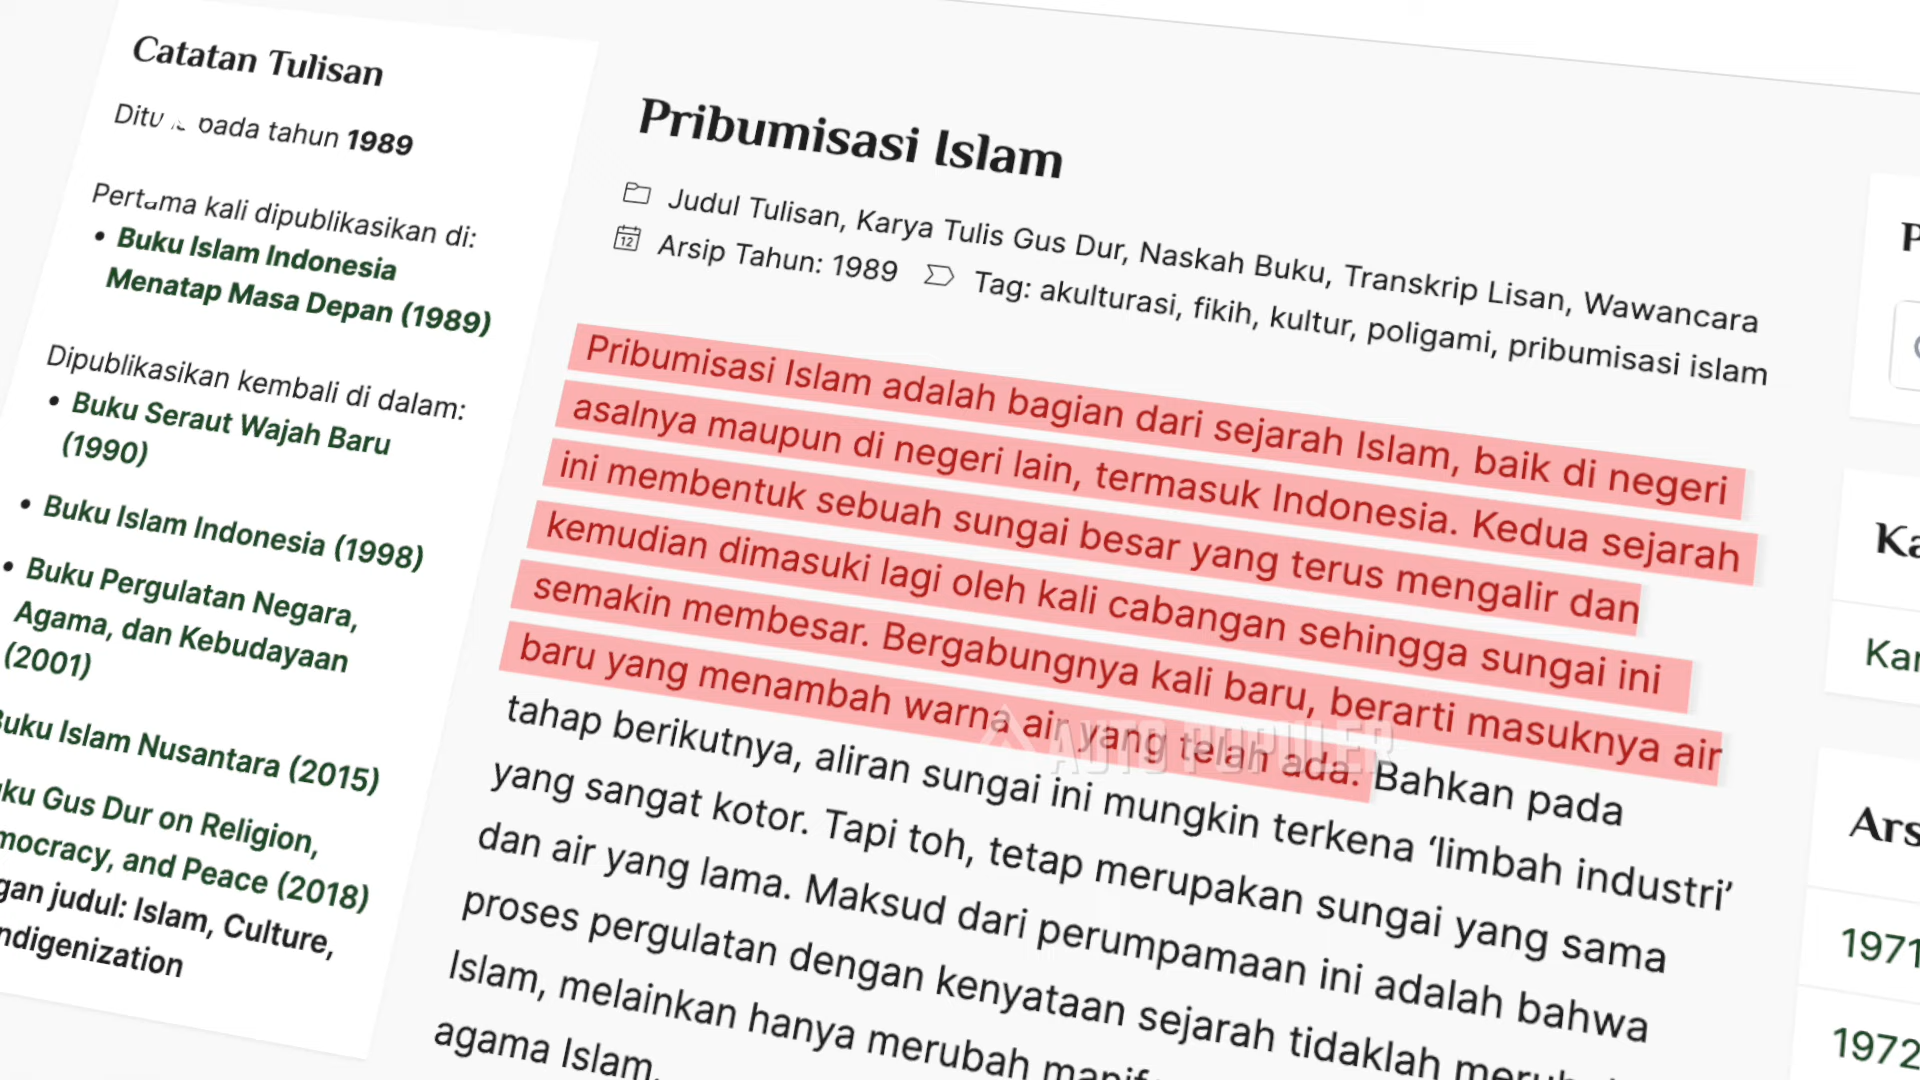 Catatan Tulisan
pada tahun 1989
Pertama kali dipublikasikan di:
• Buku Islam Indonesia
Menatap Masa Depan (1989)
Dipublikasikan kembali di dalam:
• Buku Seraut Wajah Baru
(1990)
• Buku Islam Indonesia (1998)
• Buku Pergulatan Negara,
Agama, dan Kebudayaan
(2001)
Buku Islam Nusantara (2015)
Gus Dur on Religion,
and Peace (2018)
judul: Islam, Culture,
Pribumisasi Islam
Judul Tulisan, Karya Tulis Gus Dur, Naskah Buku, Transkrip Lisan, Wawancara
12 Arsip Tahun: 1989 Tag: akulturasi, fikih, kultur, poligami, pribumisasi islam
Pribumisasi Islam adalah bagian dari sejarah Islam, baik di negeri
asalnya maupun di negeri lain, termasuk Indonesia. Kedua sejarah
ini membentuk sebuah sungai besar yang terus mengalir dan
kemudian dimasuki lagi oleh kali cabangan sehingga sungai ini
semakin membesar. Bergabungnya kali baru, berarti masuknya air
baru yang menambah warna air yang telah ada. Bahkan pada
tahap berikutnya, aliran sungai ini mungkin terkena ‘limbah industri’
yang sangat kotor. Tapi toh, tetap merupakan sungai yang sama
dan air yang lama. Maksud dari perumpamaan ini adalah bahwa
proses pergulatan dengan kenyataan sejarah tidaklah
Islam, melainkan hanya merubah
agama Islam.
AUTO POPULER
1971
1972